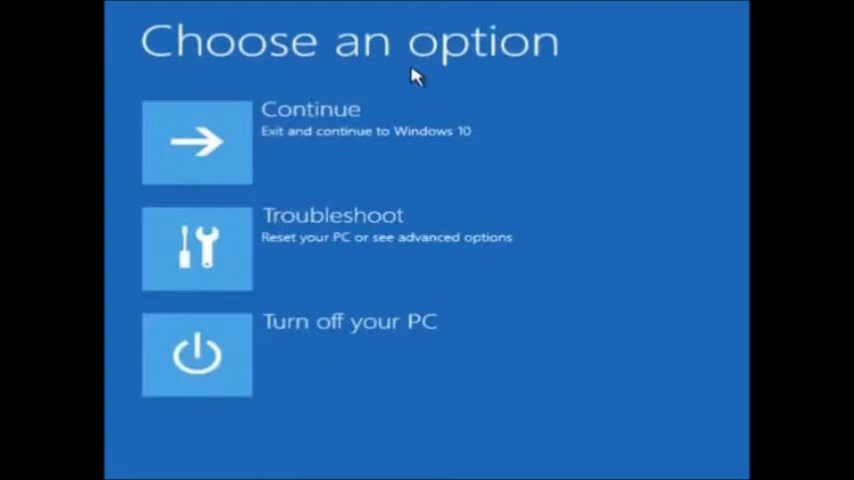 Choose an option
Continue
Exit and continue to Windows 10
Troubleshoot
Reset your PC or see advanced options
Turn off your PC